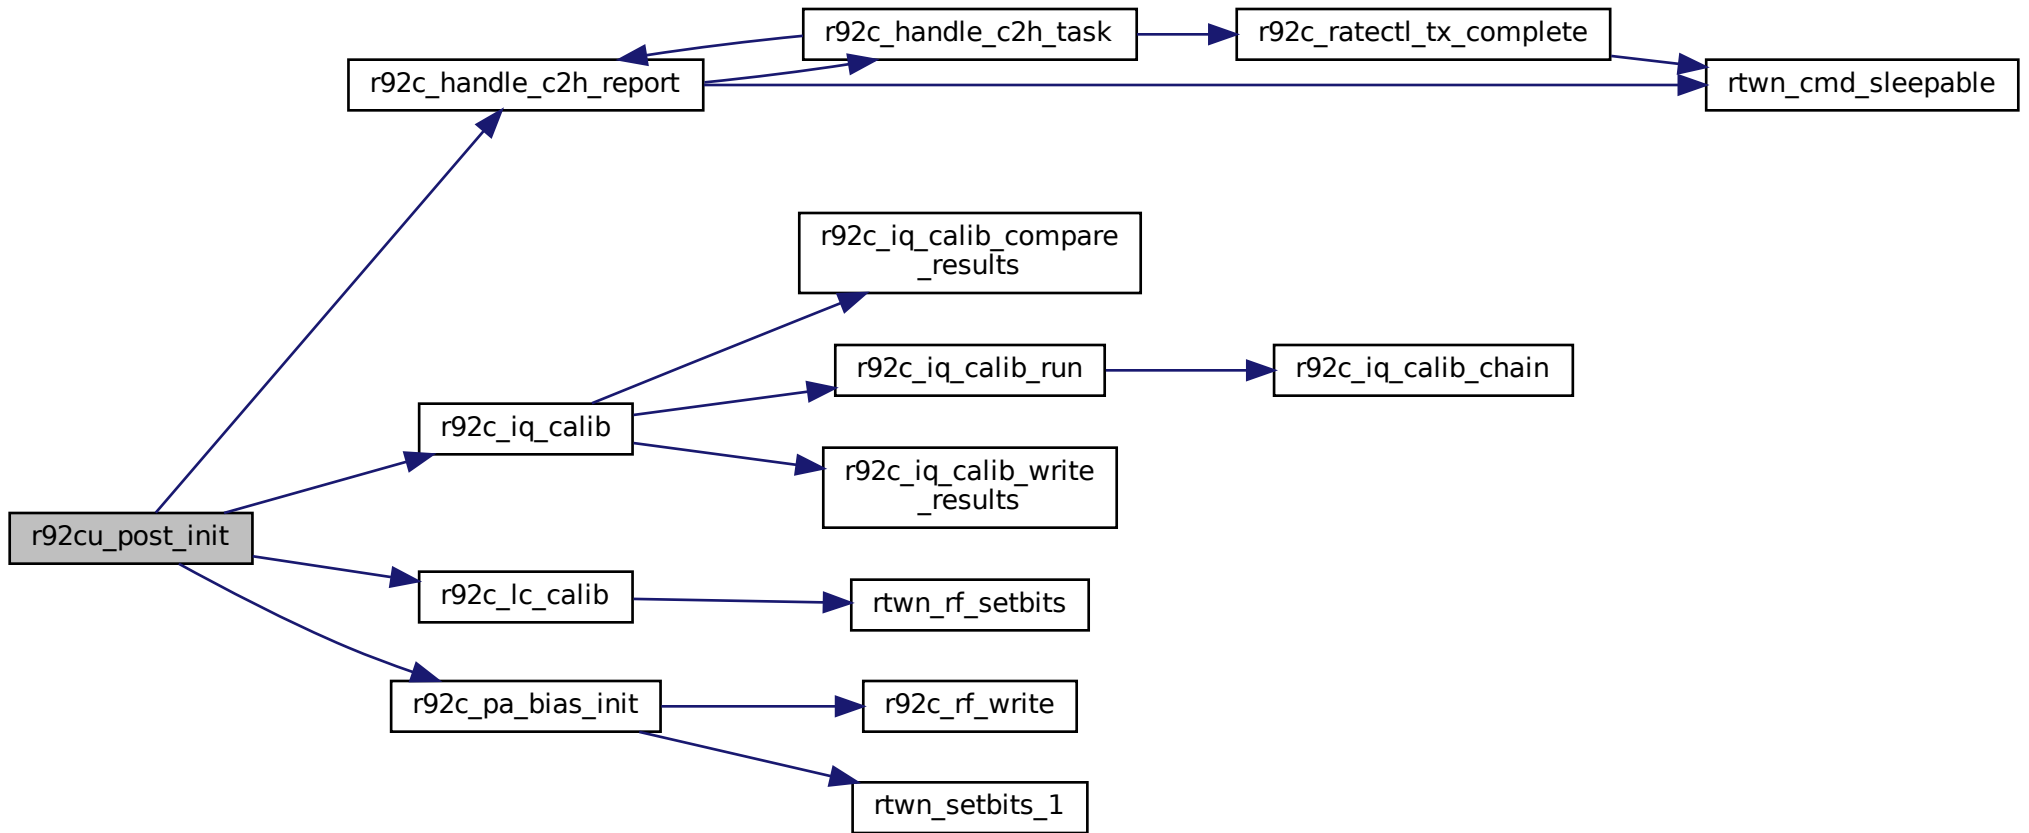 r92c_handle_c2h_task
r92c_ratectl_tx_complete
r92c_handle_c2h_report
rtwn_cmd_sleepable
r92c_iq_calib_compare
_results
r92c_iq_calib_run
r92c_iq_calib_chain
r92c_iq_calib
r92c_iq_calib_write
_results
r92cu_post_init
r92c_lc_calib
rtwn_rf_setbits
r92c_pa_bias_init
r92c_rf_write
rtwn_setbits_1